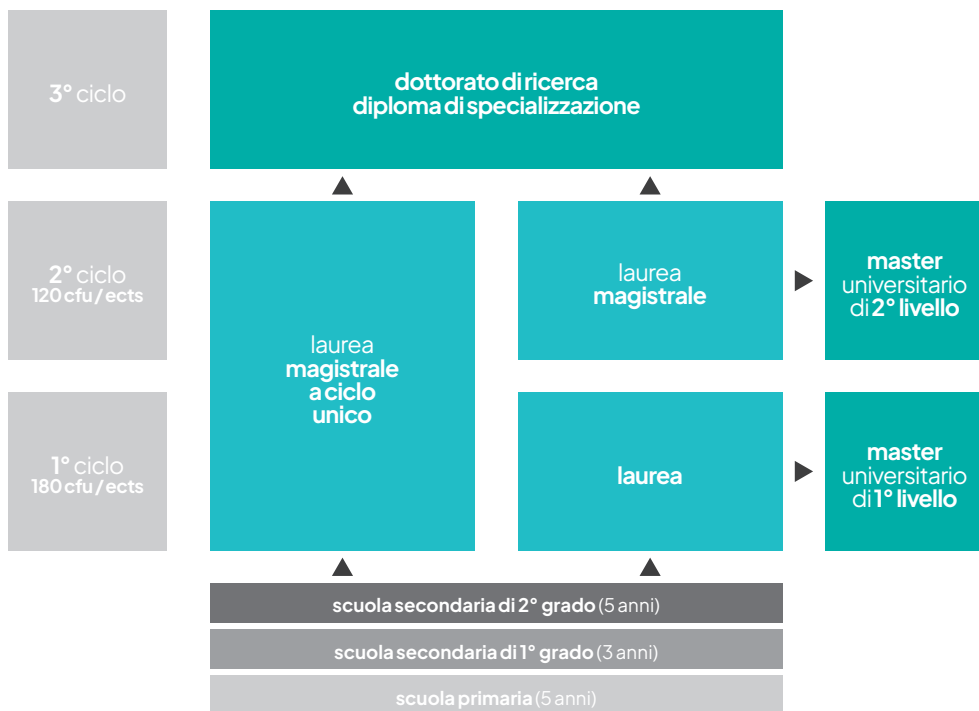 3° ciclo
dottorato di ricerca
diploma di specializzazione
2° ciclo
120 cfu / ects
laurea
magistrale
a ciclo
unico
laurea
magistrale
master
universitario
di 2° livello
1° ciclo
180 cfu / ects
laurea
master
universitario
di 1° livello
scuola secondaria di 2° grado (5 anni)
scuola secondaria di 1° grado (3 anni)
scuola primaria (5 anni)